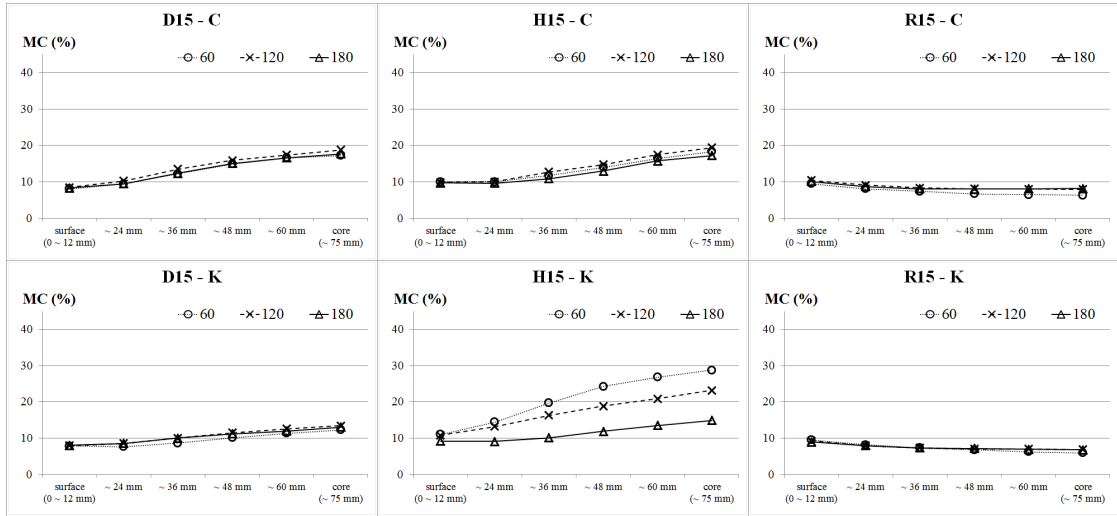 D15 - C
MC (%)
60 120 180
40
30
20
10
0
surface ~ 24 mm ~ 36 mm ~ 48 mm ~ 60 mm core
(0 ~ 12 mm) (~ 75 mm)
H15 - C
MC (%)
60 120 180
40
30
20
10
0
surface ~ 24 mm ~ 36 mm ~ 48 mm ~ 60 mm core
(0 ~ 12 mm) (~ 75 mm)
R15 - C
MC (%)
60 120 180
40
30
20
10
0
surface ~ 24 mm ~ 36 mm ~ 48 mm ~ 60 mm core
(0 ~ 12 mm) (~ 75 mm)
D15 - K
MC (%)
60 120 180
40
30
20
10
0
surface ~ 24 mm ~ 36 mm ~ 48 mm ~ 60 mm core
(0 ~ 12 mm) (~ 75 mm)
H15 - K
MC (%)
60 120 180
40
30
20
10
0
surface ~ 24 mm ~ 36 mm ~ 48 mm ~ 60 mm core
(0 ~ 12 mm) (~ 75 mm)
R15 - K
MC (%)
60 120 180
40
30
20
10
0
surface ~ 24 mm ~ 36 mm ~ 48 mm ~ 60 mm core
(0 ~ 12 mm) (~ 75 mm)